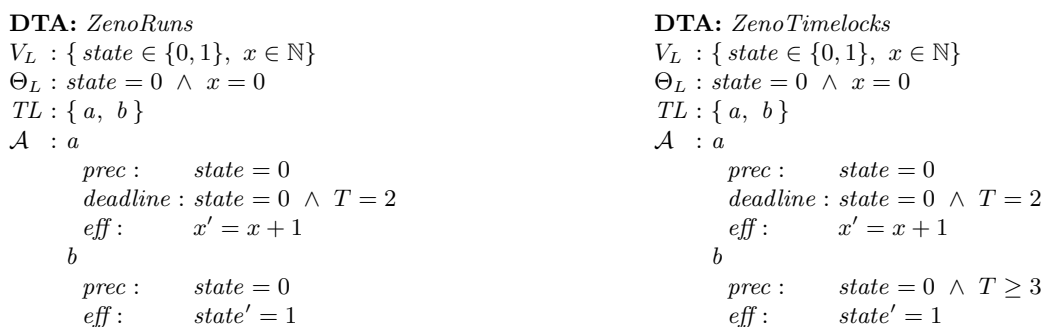 DTA: ZenoRuns
V_L : { state ∈ {0, 1}, x ∈ ℕ}
Θ_L : state = 0 ∧ x = 0
TL : { a, b }
𝒜 : a
prec : state = 0
deadline : state = 0 ∧ T = 2
eff : x′ = x + 1
b
prec : state = 0
eff : state′ = 1
DTA: ZenoTimelocks
V_L : { state ∈ {0, 1}, x ∈ ℕ}
Θ_L : state = 0 ∧ x = 0
TL : { a, b }
𝒜 : a
prec : state = 0
deadline : state = 0 ∧ T = 2
eff : x′ = x + 1
b
prec : state = 0 ∧ T ≥ 3
eff : state′ = 1